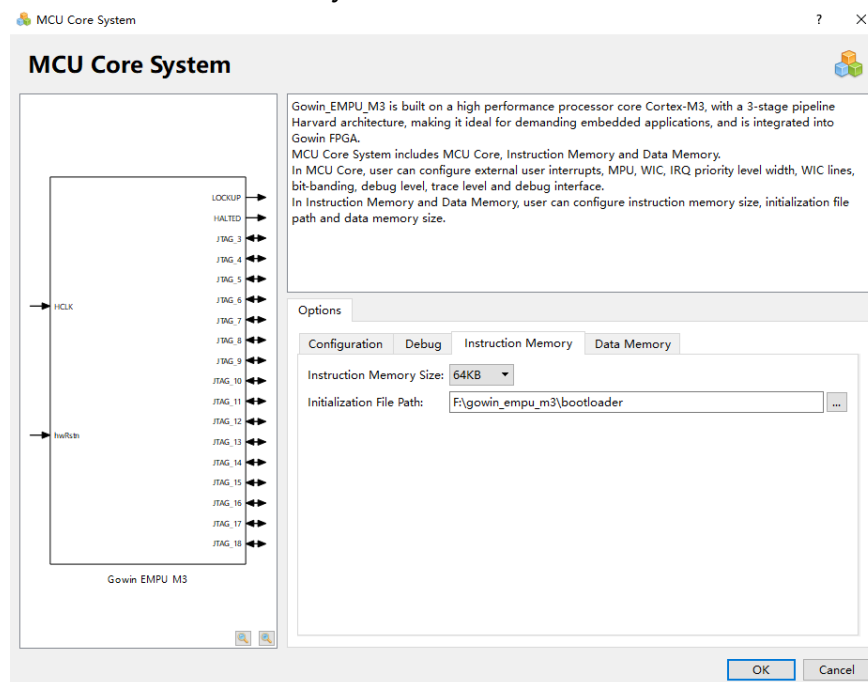 MCU Core System
?
MCU Core System
Gowin_EMPU_M3 is built on a high performance processor core Cortex-M3, with a 3-stage pipeline
Harvard architecture, making it ideal for demanding embedded applications, and is integrated into
Gowin FPGA.
MCU Core System includes MCU Core, Instruction Memory and Data Memory.
In MCU Core, user can configure external user interrupts, MPU, WIC, IRQ priority level width, WIC lines,
bit-banding, debug level, trace level and debug interface.
In Instruction Memory and Data Memory, user can configure instruction memory size, initialization file
path and data memory size.
LOCKUP
HALTED
JTAG_3
JTAG_4
JTAG_5
JTAG_6
HCLK
JTAG_7
JTAG_8
JTAG_9
JTAG_10
JTAG_11
JTAG_12
hwRstn
JTAG_13
JTAG_14
JTAG_15
JTAG_16
JTAG_17
JTAG_18
Gowin EMPU M3
Options
Configuration Debug Instruction Memory Data Memory
Instruction Memory Size: 64KB
Initialization File Path: F:\gowin_empu_m3\bootloader ...
OK Cancel